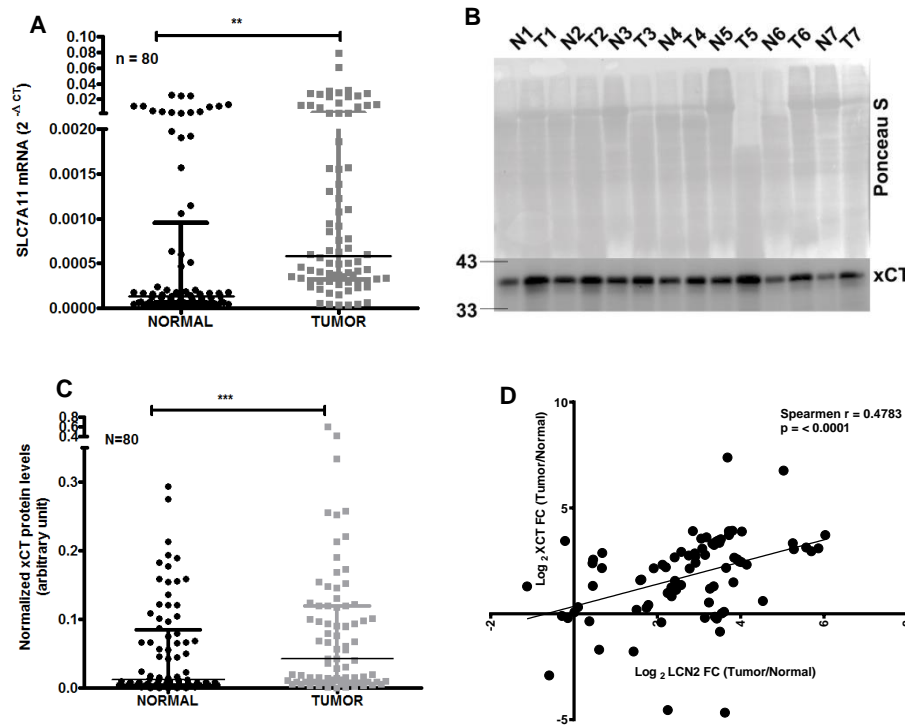 A
**
n = 80
SLC7A11 mRNA (2 -Δ CT)
0.10
0.08
0.06
0.04
0.02
0.0020
0.0015
0.0010
0.0005
0.0000
NORMAL
TUMOR
B
N1 T1 N2 T2 N3 T3 N4 T4 N5 T5 N6 T6 N7 T7
Ponceau S
43
xCT
33
C
***
N=80
Normalized xCT protein levels
(arbitrary unit)
0.8
0.6
0.4
0.3
0.2
0.1
0.0
NORMAL
TUMOR
D
Spearmen r = 0.4783
p = < 0.0001
Log 2 XCT FC (Tumor/Normal)
10
5
-2
2
4
6
8
-5
Log 2 LCN2 FC (Tumor/Normal)